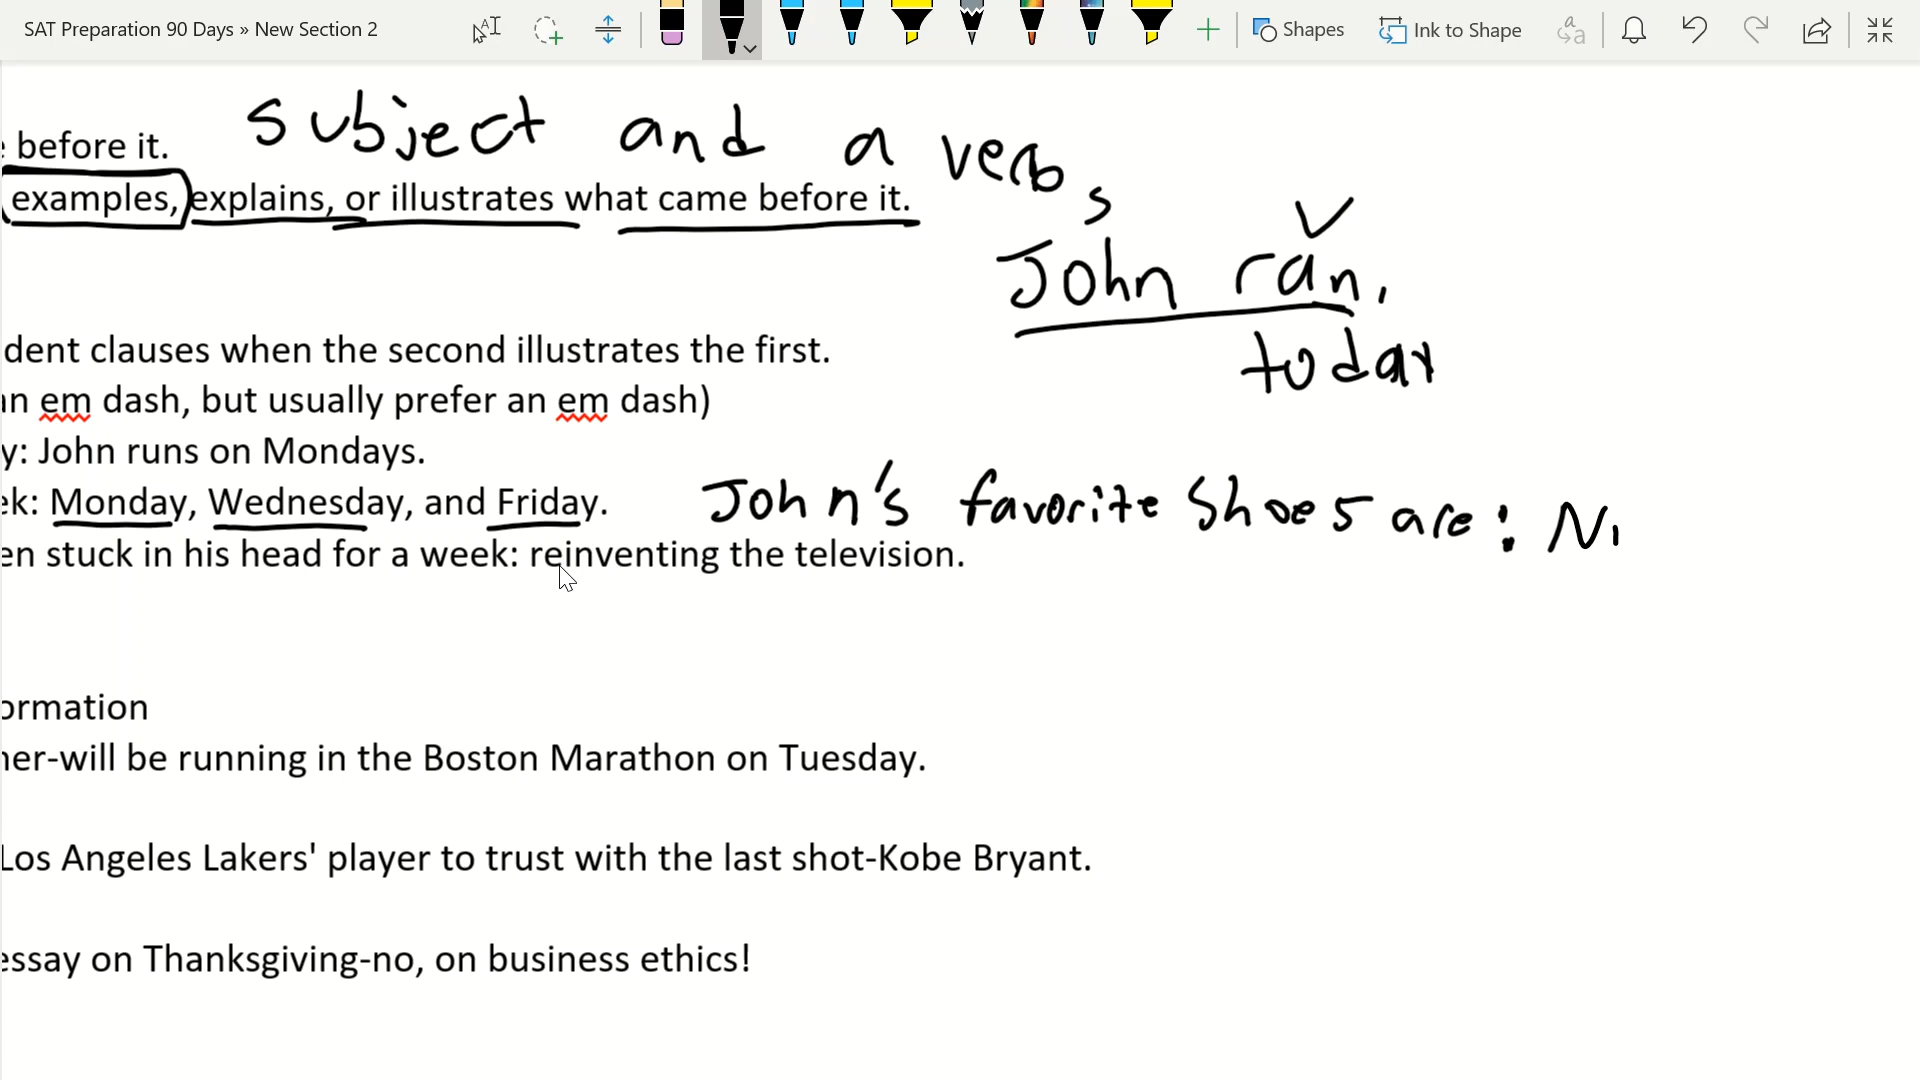 SAT Preparation 90 Days » New Section 2
Shapes
Ink to Shape
subject and a verb
before it.
examples, explains, or illustrates what came before it.
s v
John ran.
today
dent clauses when the second illustrates the first.
an em dash, but usually prefer an em dash)
y: John runs on Mondays.
ek: Monday, Wednesday, and Friday.
John's favorite shoes are: Ni
en stuck in his head for a week: reinventing the television.
ormation
ner-will be running in the Boston Marathon on Tuesday.
Los Angeles Lakers' player to trust with the last shot-Kobe Bryant.
essay on Thanksgiving-no, on business ethics!